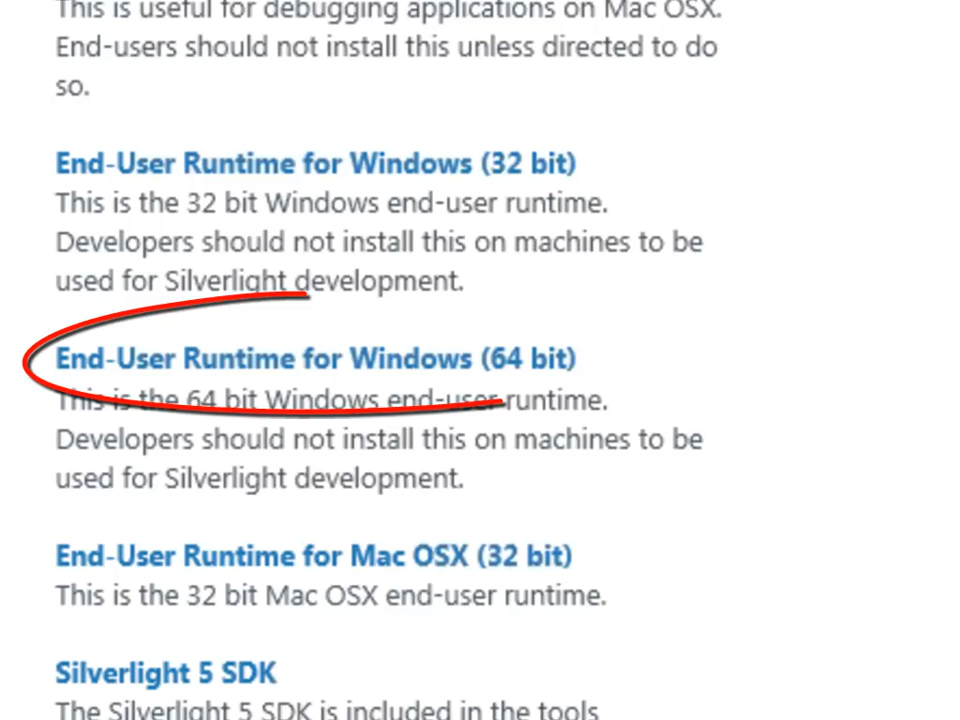 This is useful for debugging applications on Mac OSX.
End-users should not install this unless directed to do
so.
End-User Runtime for Windows (32 bit)
This is the 32 bit Windows end-user runtime.
Developers should not install this on machines to be
used for Silverlight development.
End-User Runtime for Windows (64 bit)
This is the 64 bit Windows end-user runtime.
Developers should not install this on machines to be
used for Silverlight development.
End-User Runtime for Mac OSX (32 bit)
This is the 32 bit Mac OSX end-user runtime.
Silverlight 5 SDK
The Silverlight 5 SDK is included in the tools